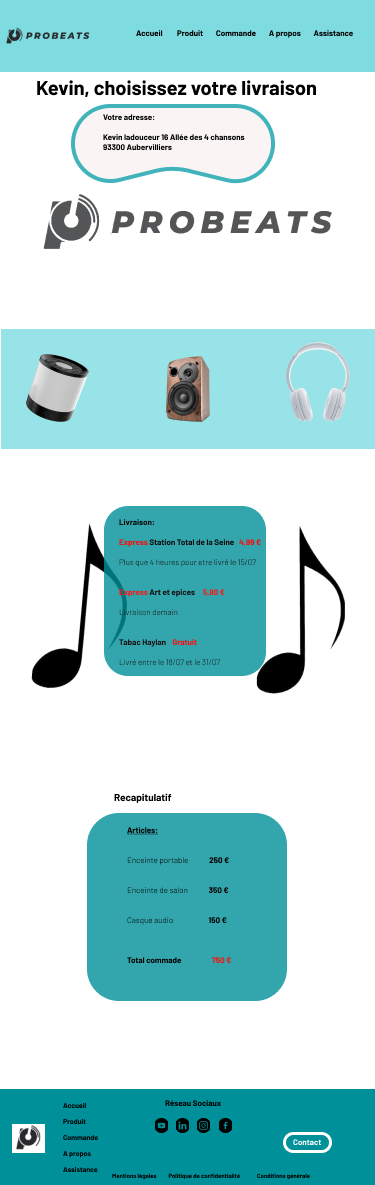 PROBEATS
Accueil Produit Commande A propos Assistance
Kevin, choisissez votre livraison
Votre adresse:
Kevin ladouceur 16 Allée des 4 chansons
93300 Aubervilliers
PROBEATS
Livraison:
Express Station Total de la Seine 4,99 €
Plus que 4 heures pour etre livré le 15/07
Express Art et epices 5,90 €
Livraison demain
Tabac Haylan Gratuit
Livré entre le 18/07 et le 31/07
Recapitulatif
Articles:
Enceinte portable 250 €
Enceinte de salon 350 €
Casque audio 150 €
Total commade 750 €
Accueil
Produit
Commande
A propos
Assistance
Réseau Sociaux
Contact
Mentions légales Politique de confidentialité Conditions générale